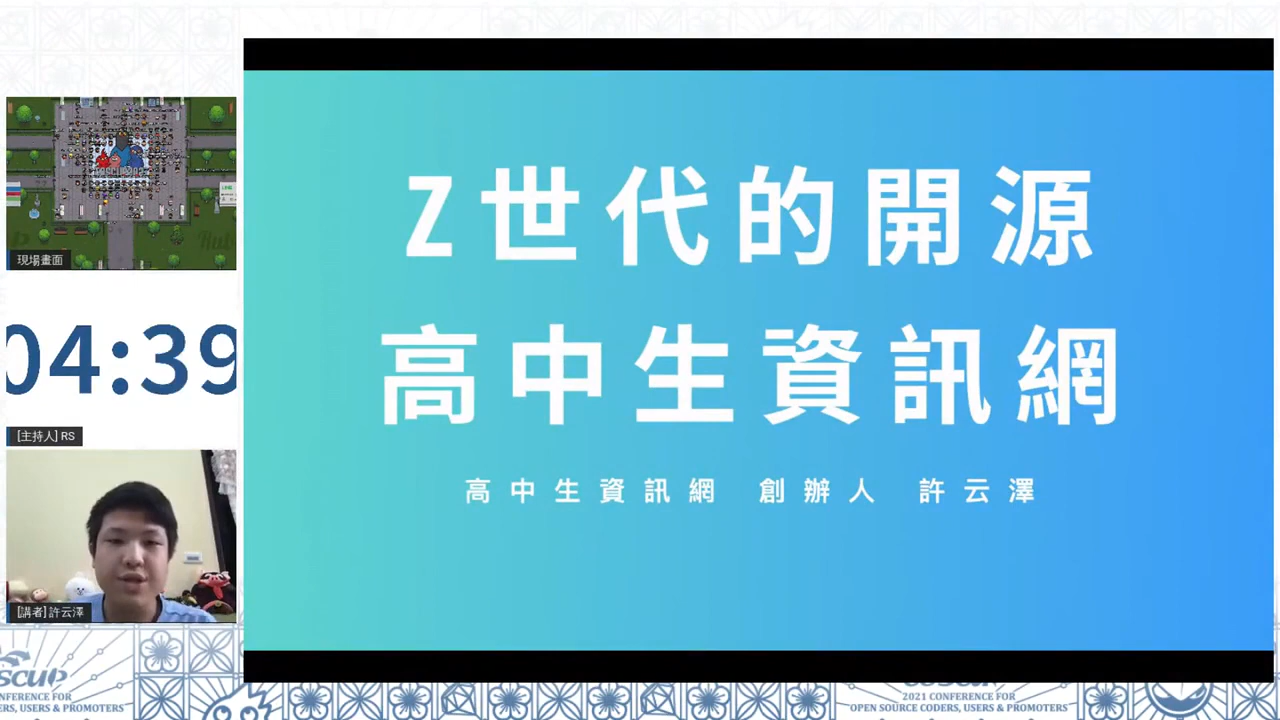 現場畫面
04:39
[主持人] RS
[講者] 許云澤
Z世代的開源
高中生資訊網
高中生資訊網 創辦人 許云澤
SCUP
NFERENCE FOR
ERS, USERS & PROMOTERS
2021 CONFERENCE FOR
OPEN SOURCE CODERS, USERS & PROMOTERS